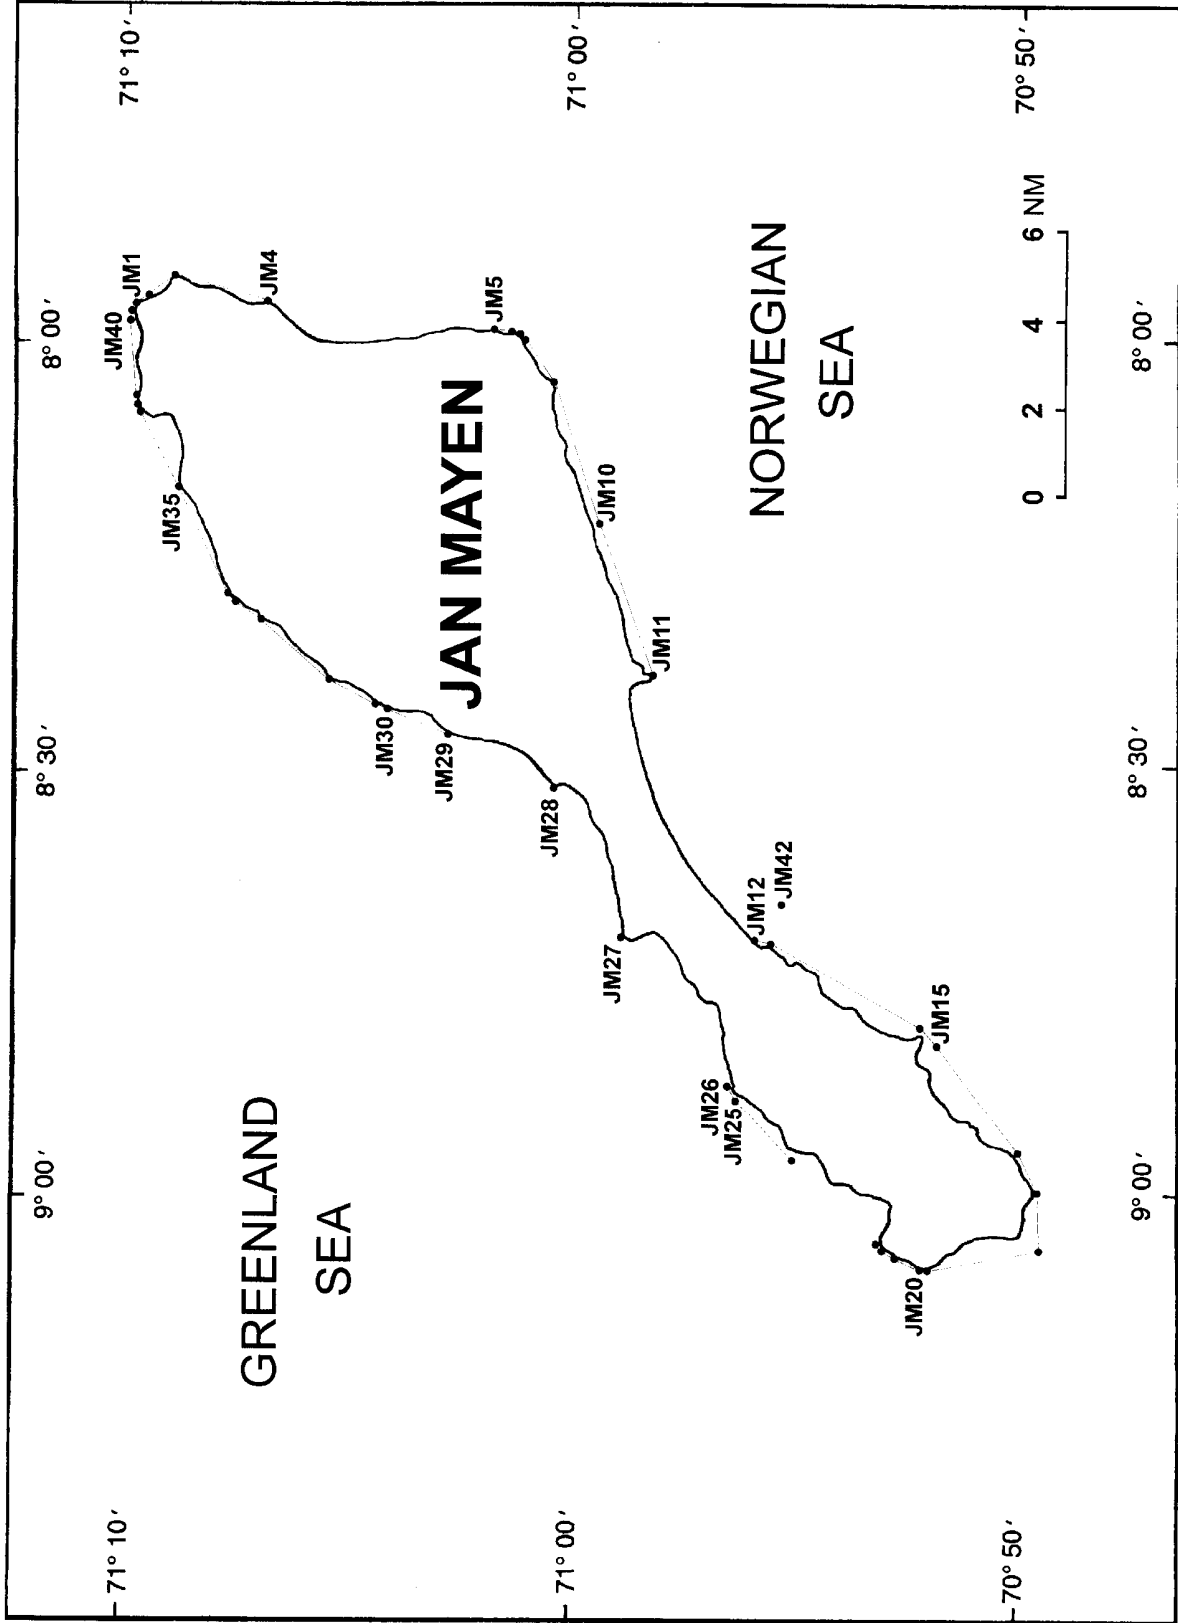 9° 00′
8° 30′
8° 00′
71° 10′
71° 10′
GREENLAND
SEA
JM40
JM1
JM35
JM4
JM30
JM29
JM28
JM5
JAN MAYEN
71° 00′
71° 00′
JM27
JM10
JM11
JM26
JM25
JM12
JM42
NORWEGIAN
SEA
JM20
JM15
0 2 4 6 NM
70° 50′
70° 50′
9° 00′
8° 30′
8° 00′